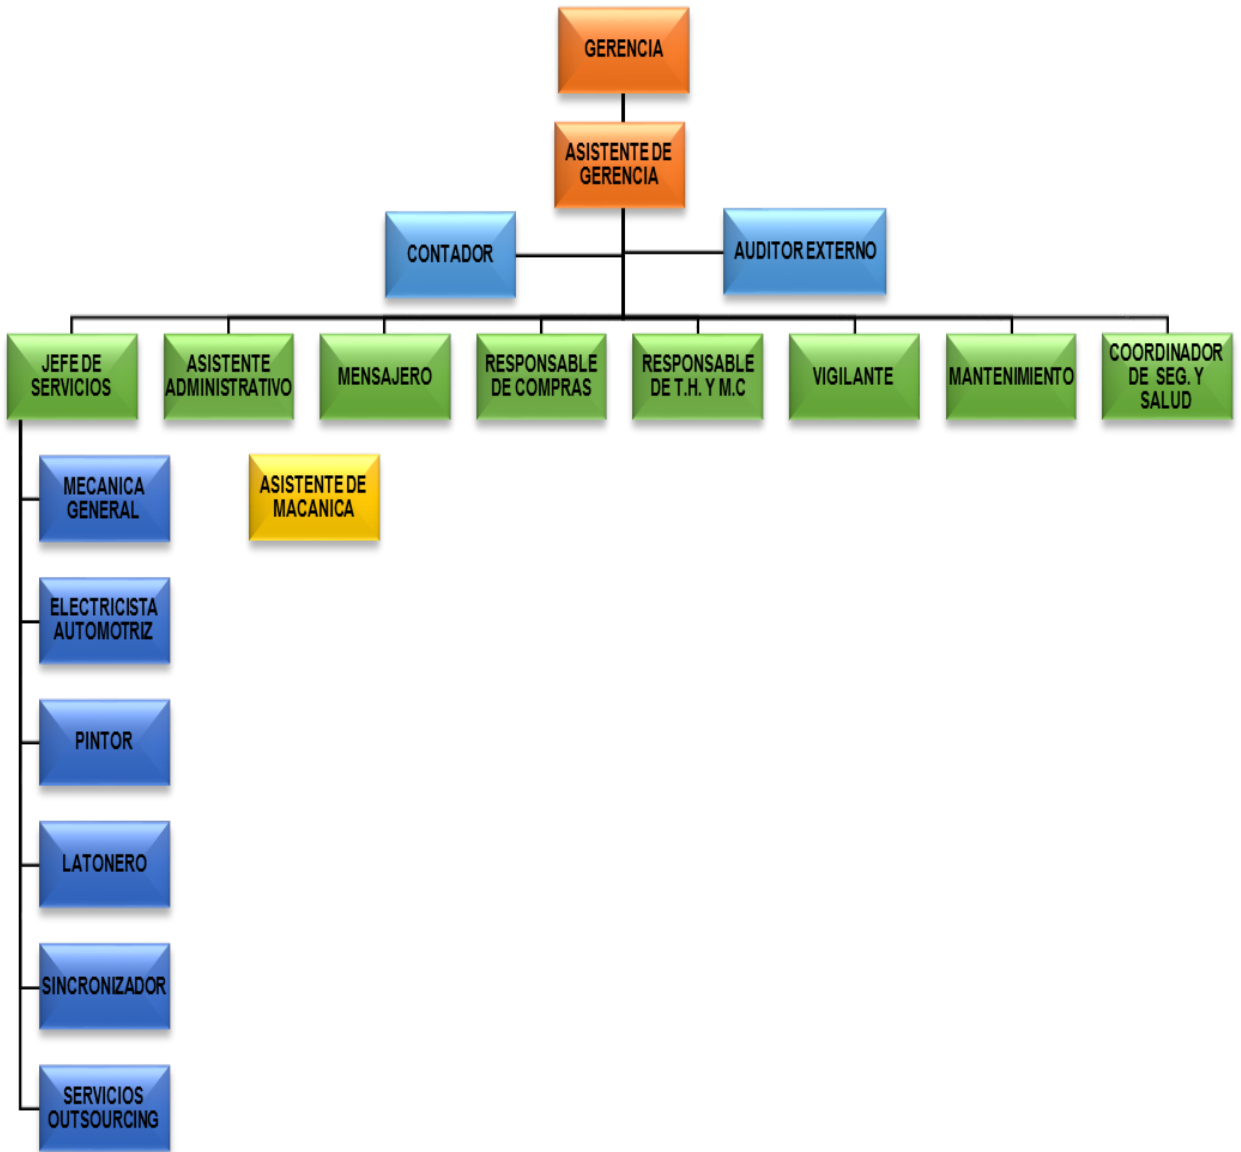 GERENCIA
ASISTENTE DE
GERENCIA
CONTADOR
AUDITOR EXTERNO
JEFE DE
SERVICIOS
ASISTENTE
ADMINISTRATIVO
MENSAJERO
RESPONSABLE
DE COMPRAS
RESPONSABLE
DE T.H. Y M.C
VIGILANTE
MANTENIMIENTO
COORDINADOR
DE SEG. Y
SALUD
MECANICA
GENERAL
ASISTENTE DE
MACANICA
ELECTRICISTA
AUTOMOTRIZ
PINTOR
LATONERO
SINCRONIZADOR
SERVICIOS
OUTSOURCING